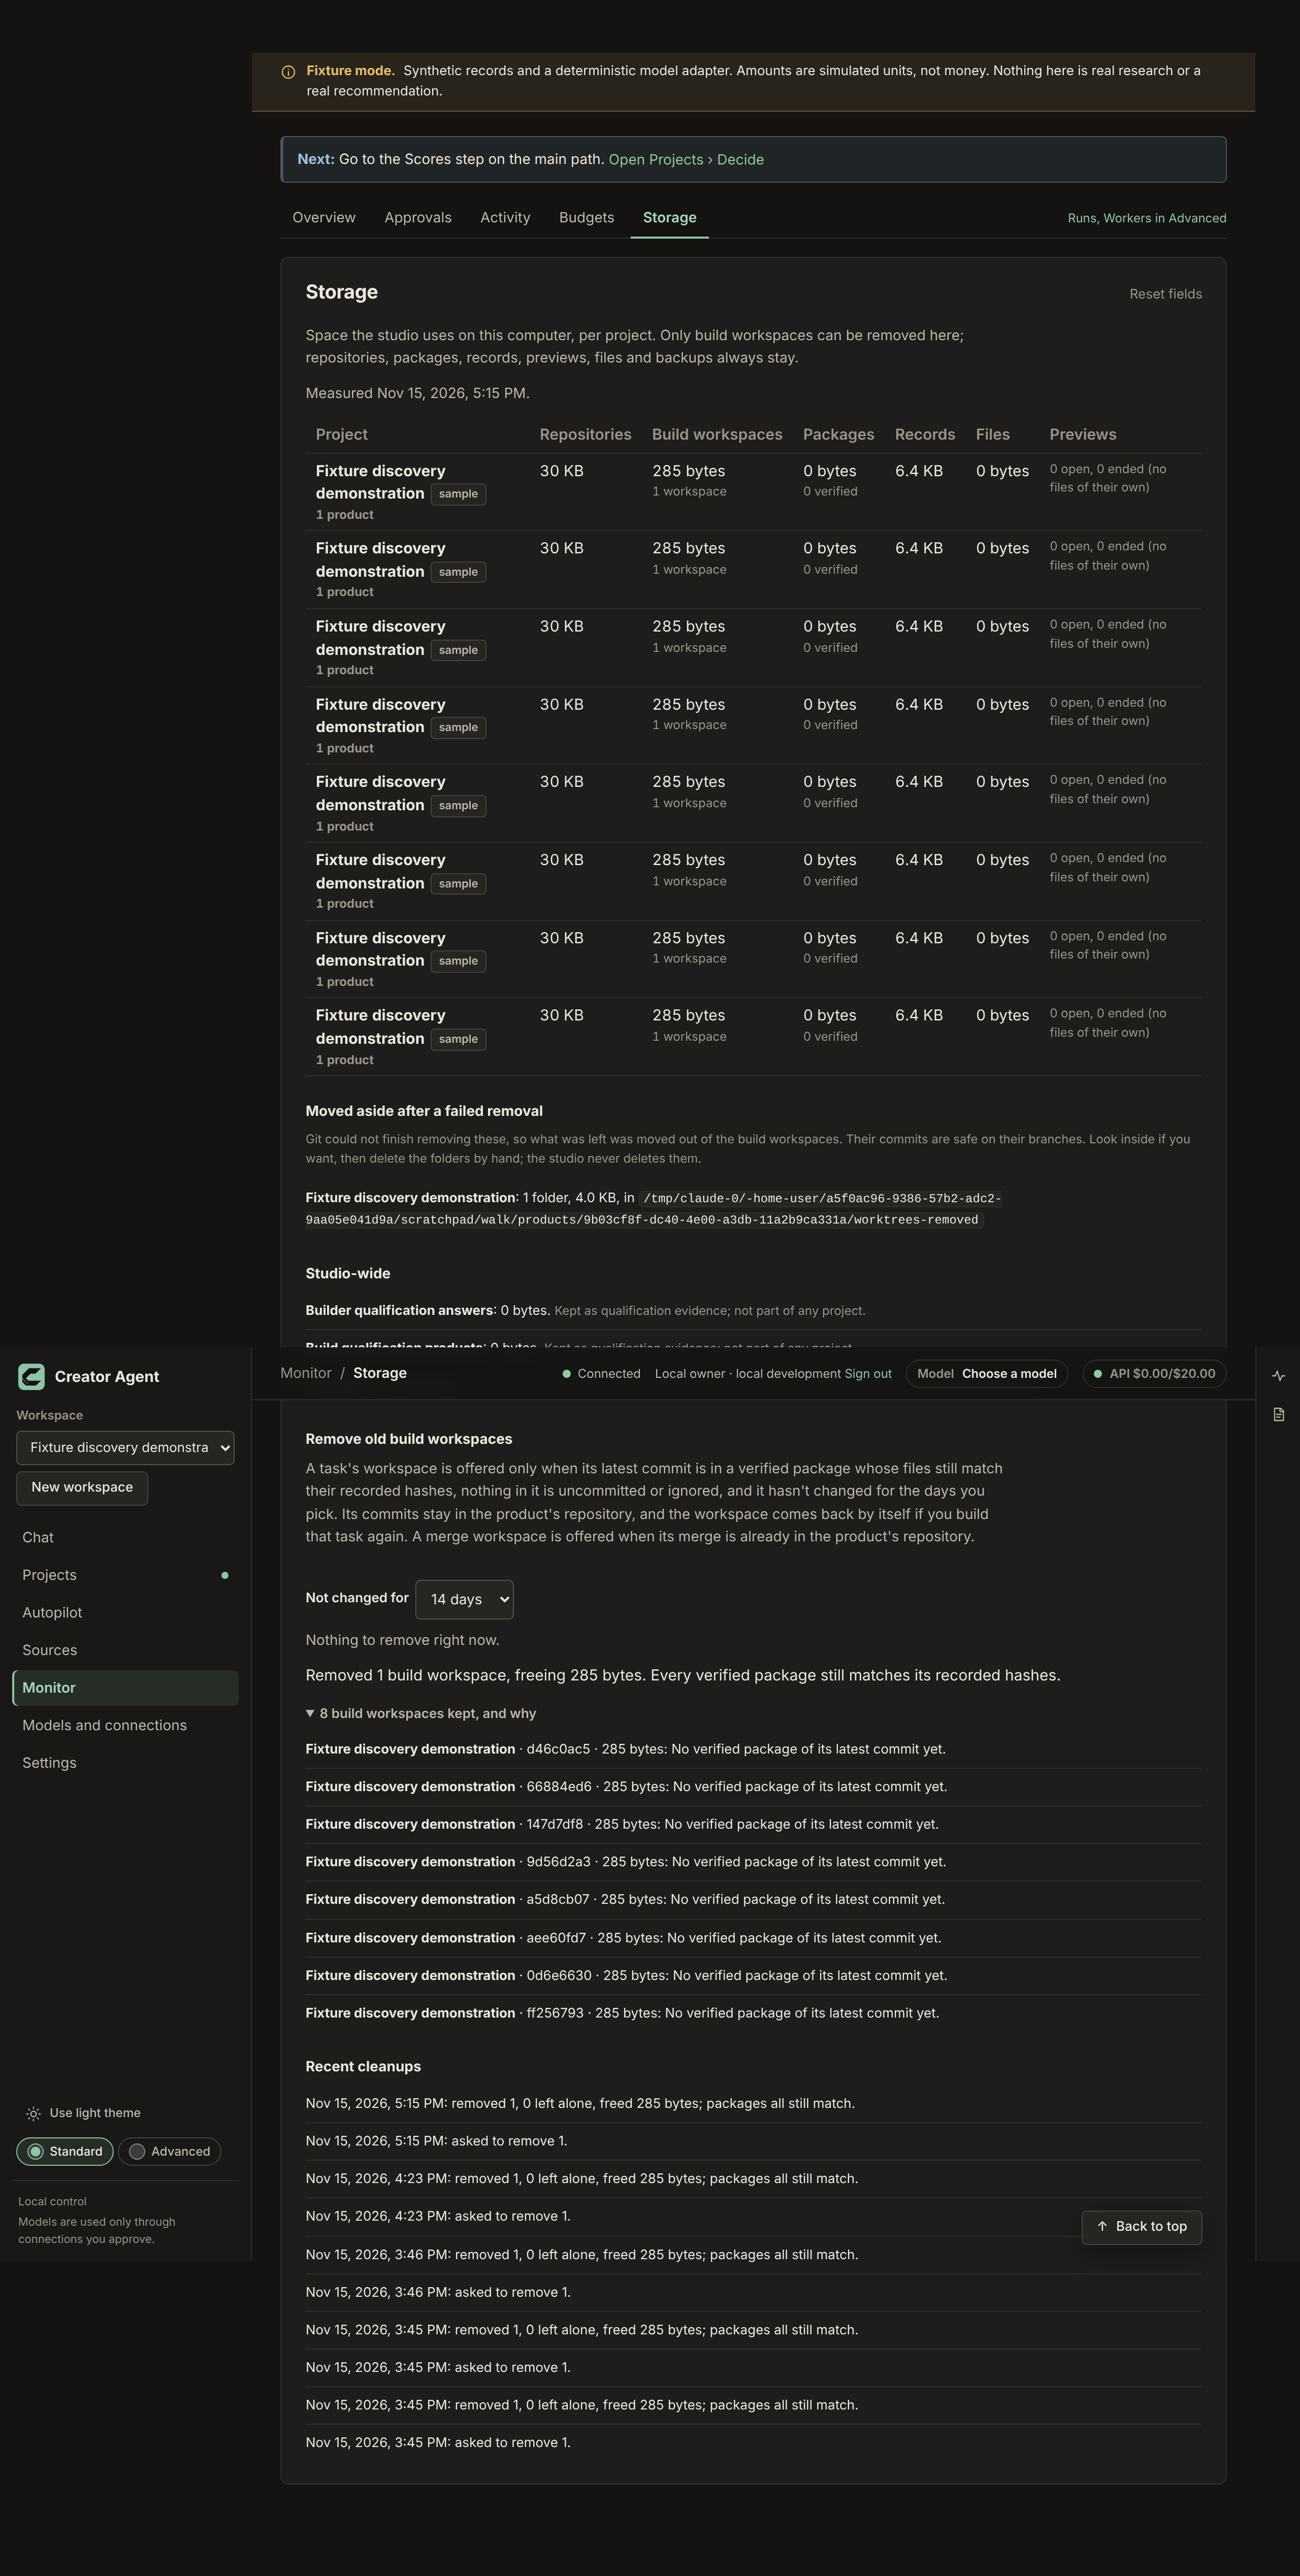 Fixture mode. Synthetic records and a deterministic model adapter. Amounts are simulated units, not money. Nothing here is real research or a
real recommendation.
Next: Go to the Scores step on the main path. Open Projects › Decide
Overview Approvals Activity Budgets Storage Runs, Workers in Advanced
Storage Reset fields
Space the studio uses on this computer, per project. Only build workspaces can be removed here;
repositories, packages, records, previews, files and backups always stay.
Measured Nov 15, 2026, 5:15 PM.
Project Repositories Build workspaces Packages Records Files Previews
Fixture discovery 30 KB 285 bytes 0 bytes 6.4 KB 0 bytes 0 open, 0 ended (no
demonstration sample 1 workspace 0 verified files of their own)
1 product
Fixture discovery 30 KB 285 bytes 0 bytes 6.4 KB 0 bytes 0 open, 0 ended (no
demonstration sample 1 workspace 0 verified files of their own)
1 product
Fixture discovery 30 KB 285 bytes 0 bytes 6.4 KB 0 bytes 0 open, 0 ended (no
demonstration sample 1 workspace 0 verified files of their own)
1 product
Fixture discovery 30 KB 285 bytes 0 bytes 6.4 KB 0 bytes 0 open, 0 ended (no
demonstration sample 1 workspace 0 verified files of their own)
1 product
Fixture discovery 30 KB 285 bytes 0 bytes 6.4 KB 0 bytes 0 open, 0 ended (no
demonstration sample 1 workspace 0 verified files of their own)
1 product
Fixture discovery 30 KB 285 bytes 0 bytes 6.4 KB 0 bytes 0 open, 0 ended (no
demonstration sample 1 workspace 0 verified files of their own)
1 product
Fixture discovery 30 KB 285 bytes 0 bytes 6.4 KB 0 bytes 0 open, 0 ended (no
demonstration sample 1 workspace 0 verified files of their own)
1 product
Fixture discovery 30 KB 285 bytes 0 bytes 6.4 KB 0 bytes 0 open, 0 ended (no
demonstration sample 1 workspace 0 verified files of their own)
1 product
Moved aside after a failed removal
Git could not finish removing these, so what was left was moved out of the build workspaces. Their commits are safe on their branches. Look inside if you
want, then delete the folders by hand; the studio never deletes them.
Fixture discovery demonstration: 1 folder, 4.0 KB, in /tmp/claude-0/-home-user/a5f0ac96-9386-57b2-adc2-
9aa05e041d9a/scratchpad/walk/products/9b03cf8f-dc40-4e00-a3db-11a2b9ca331a/worktrees-removed
Studio-wide
Builder qualification answers: 0 bytes. Kept as qualification evidence; not part of any project.
Build qualification products: 0 bytes. Kept as qualification evidence; not part of any project.
Creator Agent
Workspace
Fixture discovery demonstra
New workspace
Chat
Projects
Autopilot
Sources
Monitor
Models and connections
Settings
Use light theme
Standard Advanced
Local control
Models are used only through
connections you approve.
Monitor / Storage Connected Local owner · local development Sign out Model Choose a model API $0.00/$20.00
Remove old build workspaces
A task's workspace is offered only when its latest commit is in a verified package whose files still match
their recorded hashes, nothing in it is uncommitted or ignored, and it hasn't changed for the days you
pick. Its commits stay in the product's repository, and the workspace comes back by itself if you build
that task again. A merge workspace is offered when its merge is already in the product's repository.
Not changed for 14 days
Nothing to remove right now.
Removed 1 build workspace, freeing 285 bytes. Every verified package still matches its recorded hashes.
▼ 8 build workspaces kept, and why
Fixture discovery demonstration · d46c0ac5 · 285 bytes: No verified package of its latest commit yet.
Fixture discovery demonstration · 66884ed6 · 285 bytes: No verified package of its latest commit yet.
Fixture discovery demonstration · 147d7df8 · 285 bytes: No verified package of its latest commit yet.
Fixture discovery demonstration · 9d56d2a3 · 285 bytes: No verified package of its latest commit yet.
Fixture discovery demonstration · a5d8cb07 · 285 bytes: No verified package of its latest commit yet.
Fixture discovery demonstration · aee60fd7 · 285 bytes: No verified package of its latest commit yet.
Fixture discovery demonstration · 0d6e6630 · 285 bytes: No verified package of its latest commit yet.
Fixture discovery demonstration · ff256793 · 285 bytes: No verified package of its latest commit yet.
Recent cleanups
Nov 15, 2026, 5:15 PM: removed 1, 0 left alone, freed 285 bytes; packages all still match.
Nov 15, 2026, 5:15 PM: asked to remove 1.
Nov 15, 2026, 4:23 PM: removed 1, 0 left alone, freed 285 bytes; packages all still match.
Nov 15, 2026, 4:23 PM: asked to remove 1.
↑ Back to top
Nov 15, 2026, 3:46 PM: removed 1, 0 left alone, freed 285 bytes; packages all still match.
Nov 15, 2026, 3:46 PM: asked to remove 1.
Nov 15, 2026, 3:45 PM: removed 1, 0 left alone, freed 285 bytes; packages all still match.
Nov 15, 2026, 3:45 PM: asked to remove 1.
Nov 15, 2026, 3:45 PM: removed 1, 0 left alone, freed 285 bytes; packages all still match.
Nov 15, 2026, 3:45 PM: asked to remove 1.